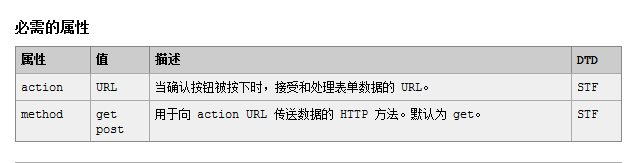 必需的属性
属性 值 描述 DTD
action URL 当确认按钮被按下时，接受和处理表单数据的 URL。 STF
method get 用于向 action URL 传送数据的 HTTP 方法。默认为 get。 STF
post